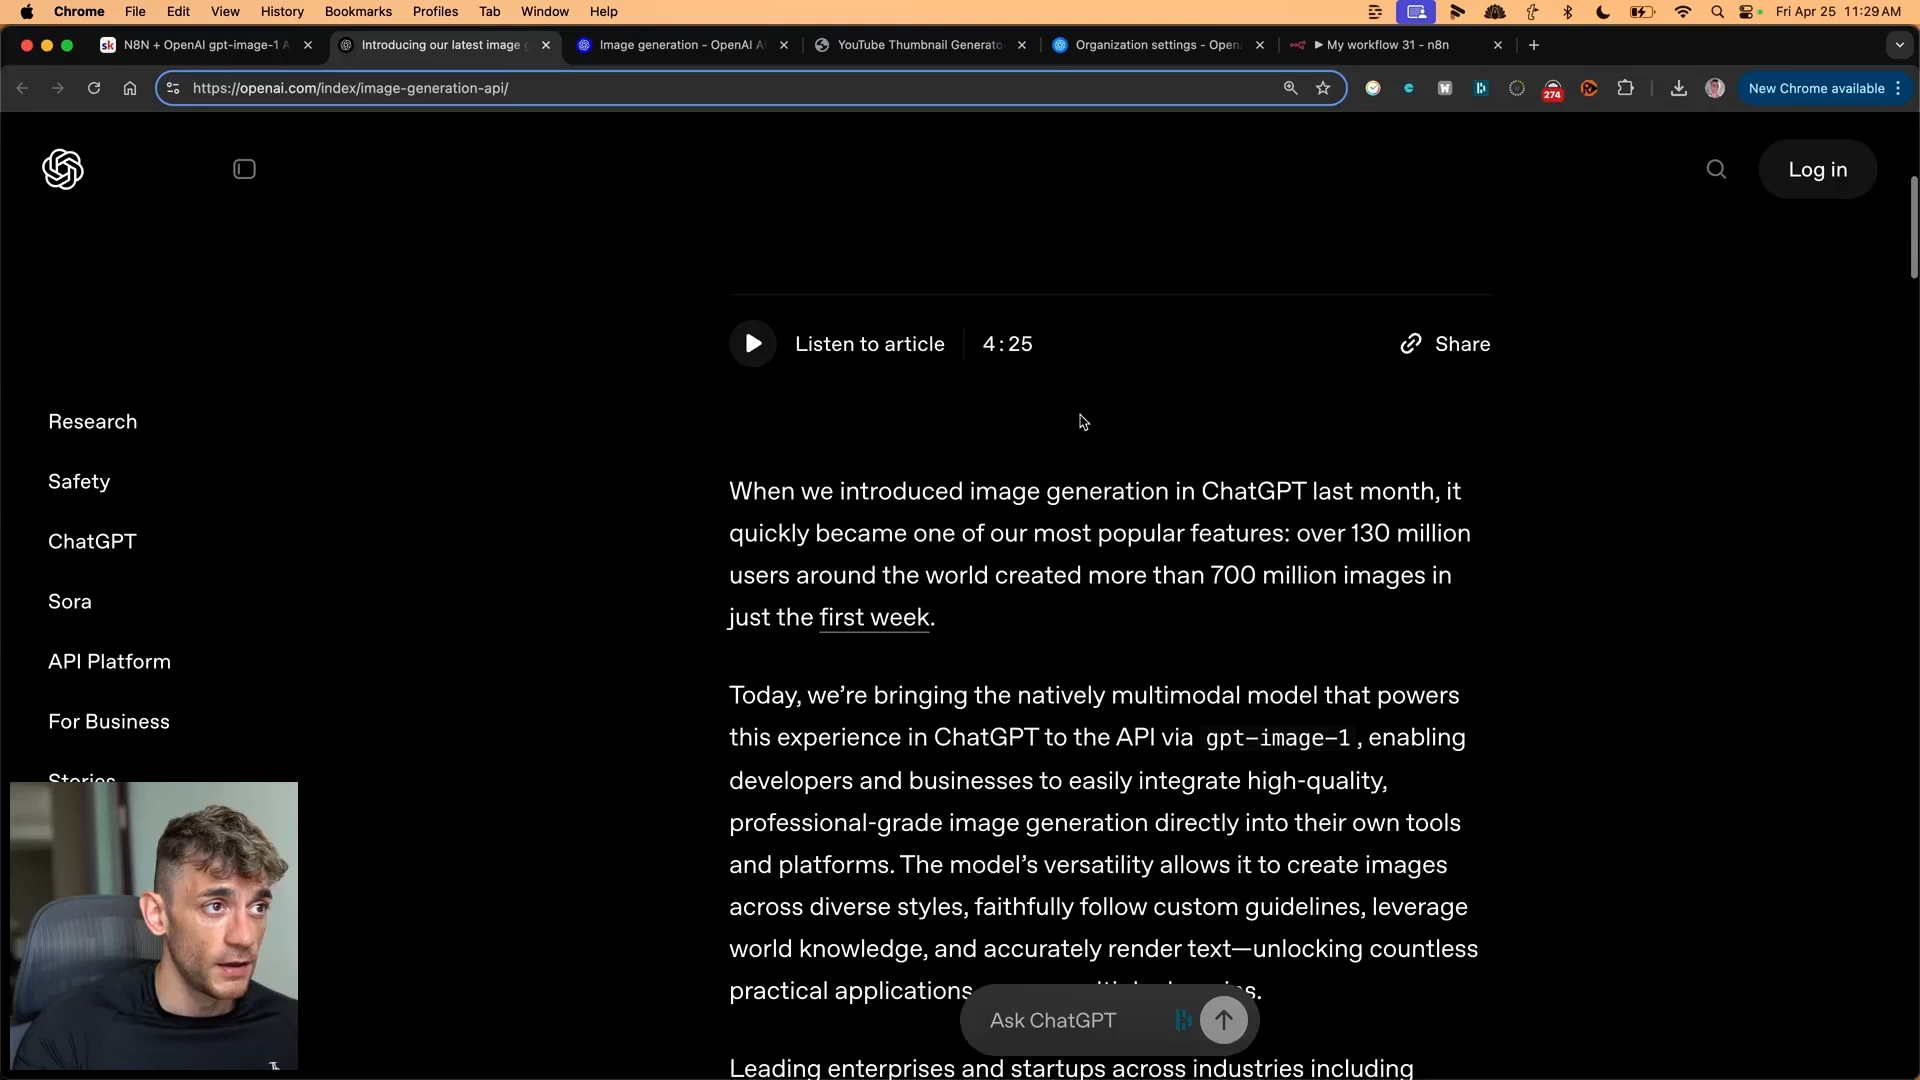 Chrome File Edit View History Bookmarks Profiles Tab Window Help Fri Apr 25 11:29 AM
N8N + OpenAI gpt-image-1 A Introducing our latest image g Image generation - OpenAI A YouTube Thumbnail Generato Organization settings - Open My workflow 31 - n8n
https://openai.com/index/image-generation-api/ 274 New Chrome available
Log in
Listen to article 4:25 Share
Research
Safety
ChatGPT
Sora
API Platform
For Business
Stories
When we introduced image generation in ChatGPT last month, it
quickly became one of our most popular features: over 130 million
users around the world created more than 700 million images in
just the first week.
Today, we’re bringing the natively multimodal model that powers
this experience in ChatGPT to the API via gpt-image-1, enabling
developers and businesses to easily integrate high-quality,
professional-grade image generation directly into their own tools
and platforms. The model’s versatility allows it to create images
across diverse styles, faithfully follow custom guidelines, leverage
world knowledge, and accurately render text—unlocking countless
practical applications
Ask ChatGPT
Leading enterprises and startups across industries including